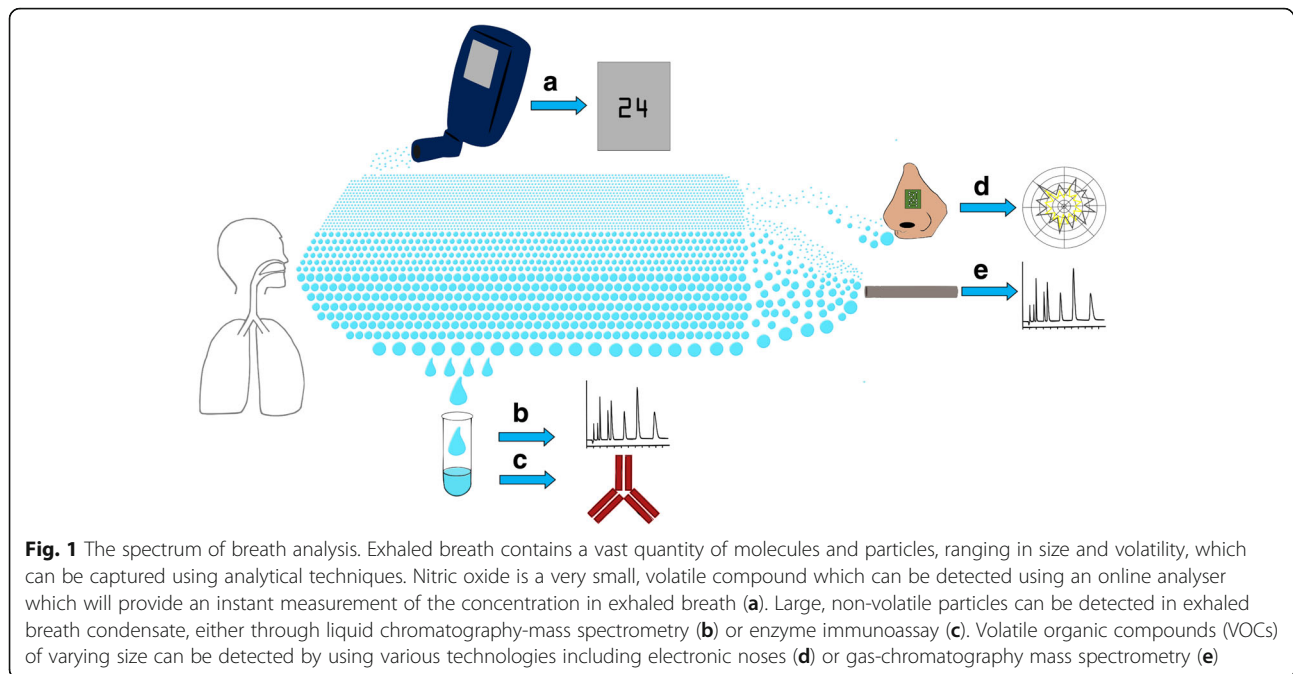 a
24
d
e
b
c
Fig. 1 The spectrum of breath analysis. Exhaled breath contains a vast quantity of molecules and particles, ranging in size and volatility, which
can be captured using analytical techniques. Nitric oxide is a very small, volatile compound which can be detected using an online analyser
which will provide an instant measurement of the concentration in exhaled breath (a). Large, non-volatile particles can be detected in exhaled
breath condensate, either through liquid chromatography-mass spectrometry (b) or enzyme immunoassay (c). Volatile organic compounds (VOCs)
of varying size can be detected by using various technologies including electronic noses (d) or gas-chromatography mass spectrometry (e)